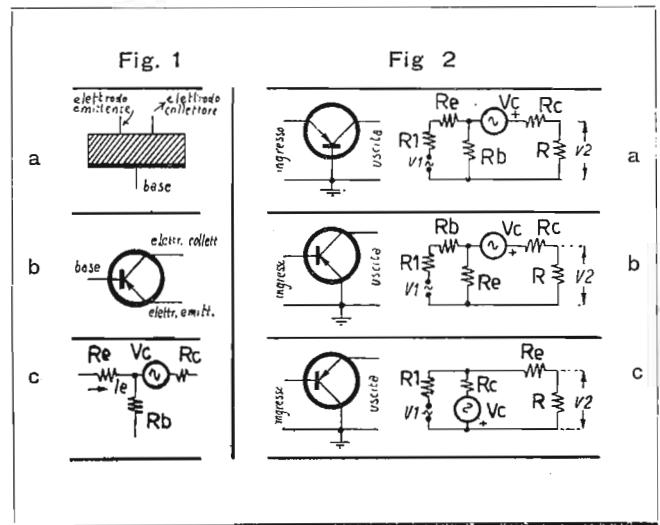 Fig. 1
elettrodo emittente
elettrodo collettore
a
base
b
elettr. collett
base
elettr. emitt.
c
Re
Vc
Rc
Ie
Rb
Fig 2
ingresso
uscita
Re
Vc
+
Rc
R1
V1
Rb
R
V2
a
ingresso
uscita
Rb
Vc
+
Rc
R1
V1
Re
R
V2
b
ingresso
uscita
Re
R1
V1
Rc
Vc
+
R
V2
c